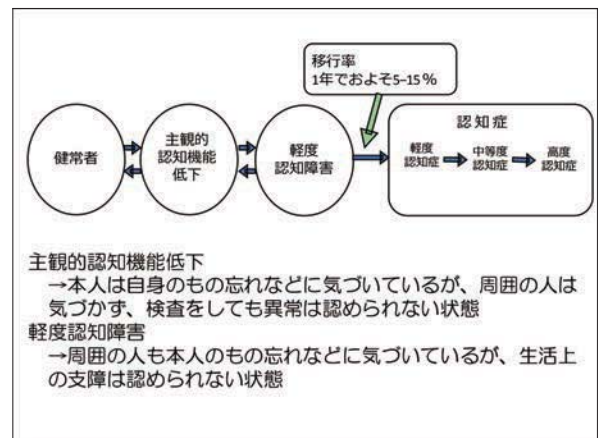 移行率
1年でおよそ5–15%
健常者
主観的
認知機能
低下
軽度
認知障害
認知症
軽度
認知症
中等度
認知症
高度
認知症
主観的認知機能低下
→本人は自身のもの忘れなどに気づいているが、周囲の人は
気づかず、検査をしても異常は認められない状態
軽度認知障害
→周囲の人も本人のもの忘れなどに気づいているが、生活上
の支障は認められない状態